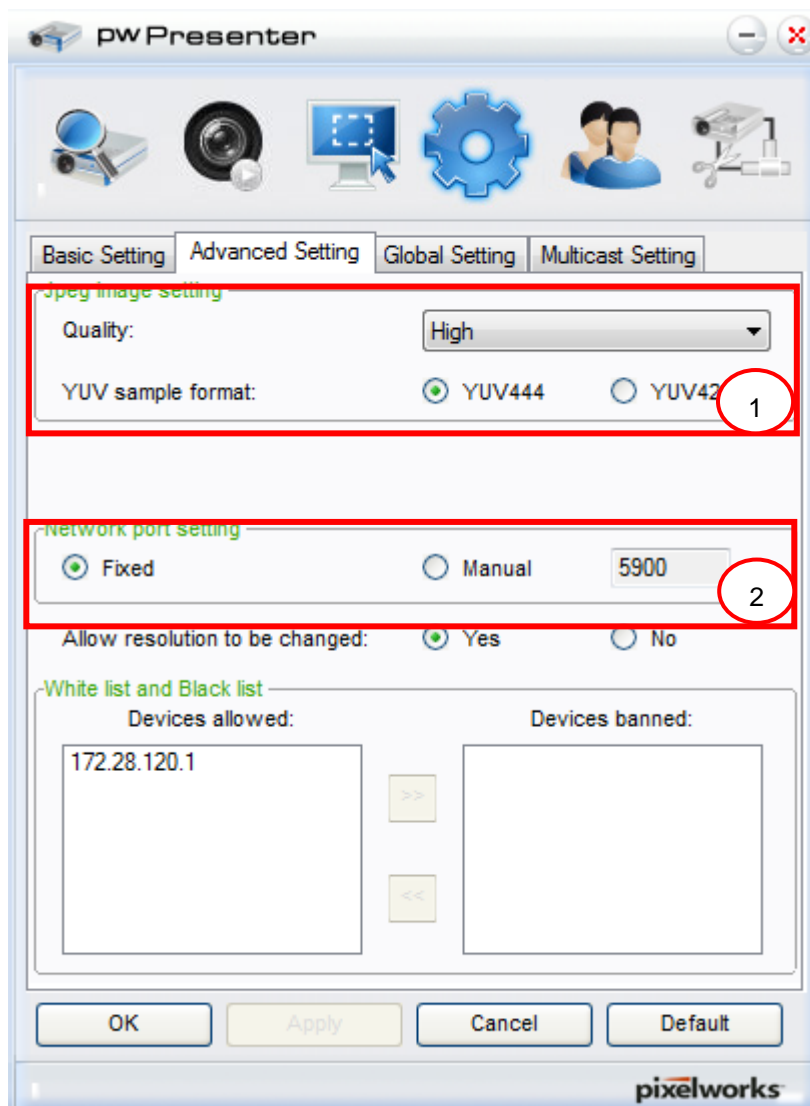 pwPresenter
Basic Setting Advanced Setting Global Setting Multicast Setting
Jpeg image setting
Quality: High
YUV sample format: YUV444 YUV42
1
Network port setting
Fixed Manual 5900
2
Allow resolution to be changed: Yes No
White list and Black list
Devices allowed: Devices banned:
172.28.120.1
>>
<<
OK Apply Cancel Default
pixelworks